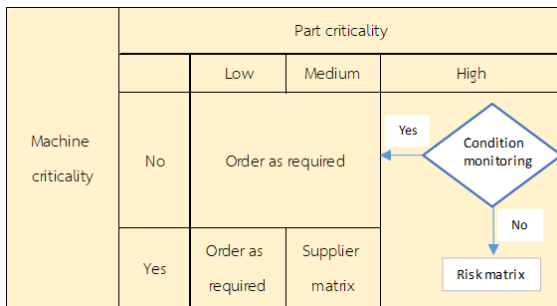 Part criticality
Low
Medium
High
Machine
criticality
No
Order as required
Yes
Condition
monitoring
No
Yes
Order as
required
Supplier
matrix
Risk matrix